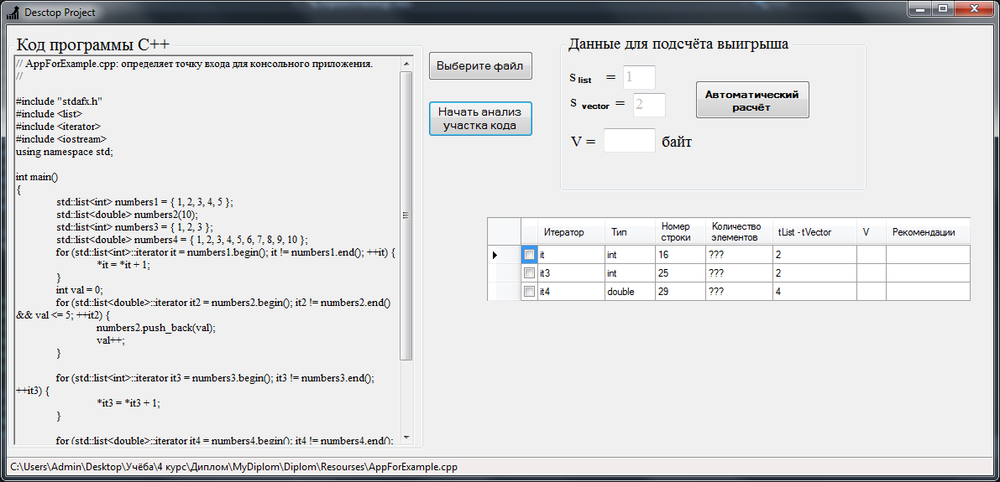 Desctop Project
Код программы C++
// AppForExample.cpp: определяет точку входа для консольного приложения.
//
#include "stdafx.h"
#include <list>
#include <iterator>
#include <iostream>
using namespace std;
int main()
{
std::list<int> numbers1 = { 1, 2, 3, 4, 5 };
std::list<double> numbers2(10);
std::list<int> numbers3 = { 1, 2, 3 };
std::list<double> numbers4 = { 1, 2, 3, 4, 5, 6, 7, 8, 9, 10 };
for (std::list<int>::iterator it = numbers1.begin(); it != numbers1.end(); ++it) {
*it = *it + 1;
}
int val = 0;
for (std::list<double>::iterator it2 = numbers2.begin(); it2 != numbers2.end()
&& val <= 5; ++it2) {
numbers2.push_back(val);
val++;
}
for (std::list<int>::iterator it3 = numbers3.begin(); it3 != numbers3.end();
++it3) {
*it3 = *it3 + 1;
}
for (std::list<double>::iterator it4 = numbers4.begin(); it4 != numbers4.end();
Выберите файл
Начать анализ
участка кода
Данные для подсчёта выигрыша
s list = 1
s vector = 2
V = байт
Автоматический
расчёт
Итератор Тип Номер строки Количество элементов tList - tVector V Рекомендации
it int 16 ??? 2
it3 int 25 ??? 2
it4 double 29 ??? 4
C:\Users\Admin\Desktop\Учёба\4 курс\Диплом\MyDiplom\Diplom\Resourses\AppForExample.cpp